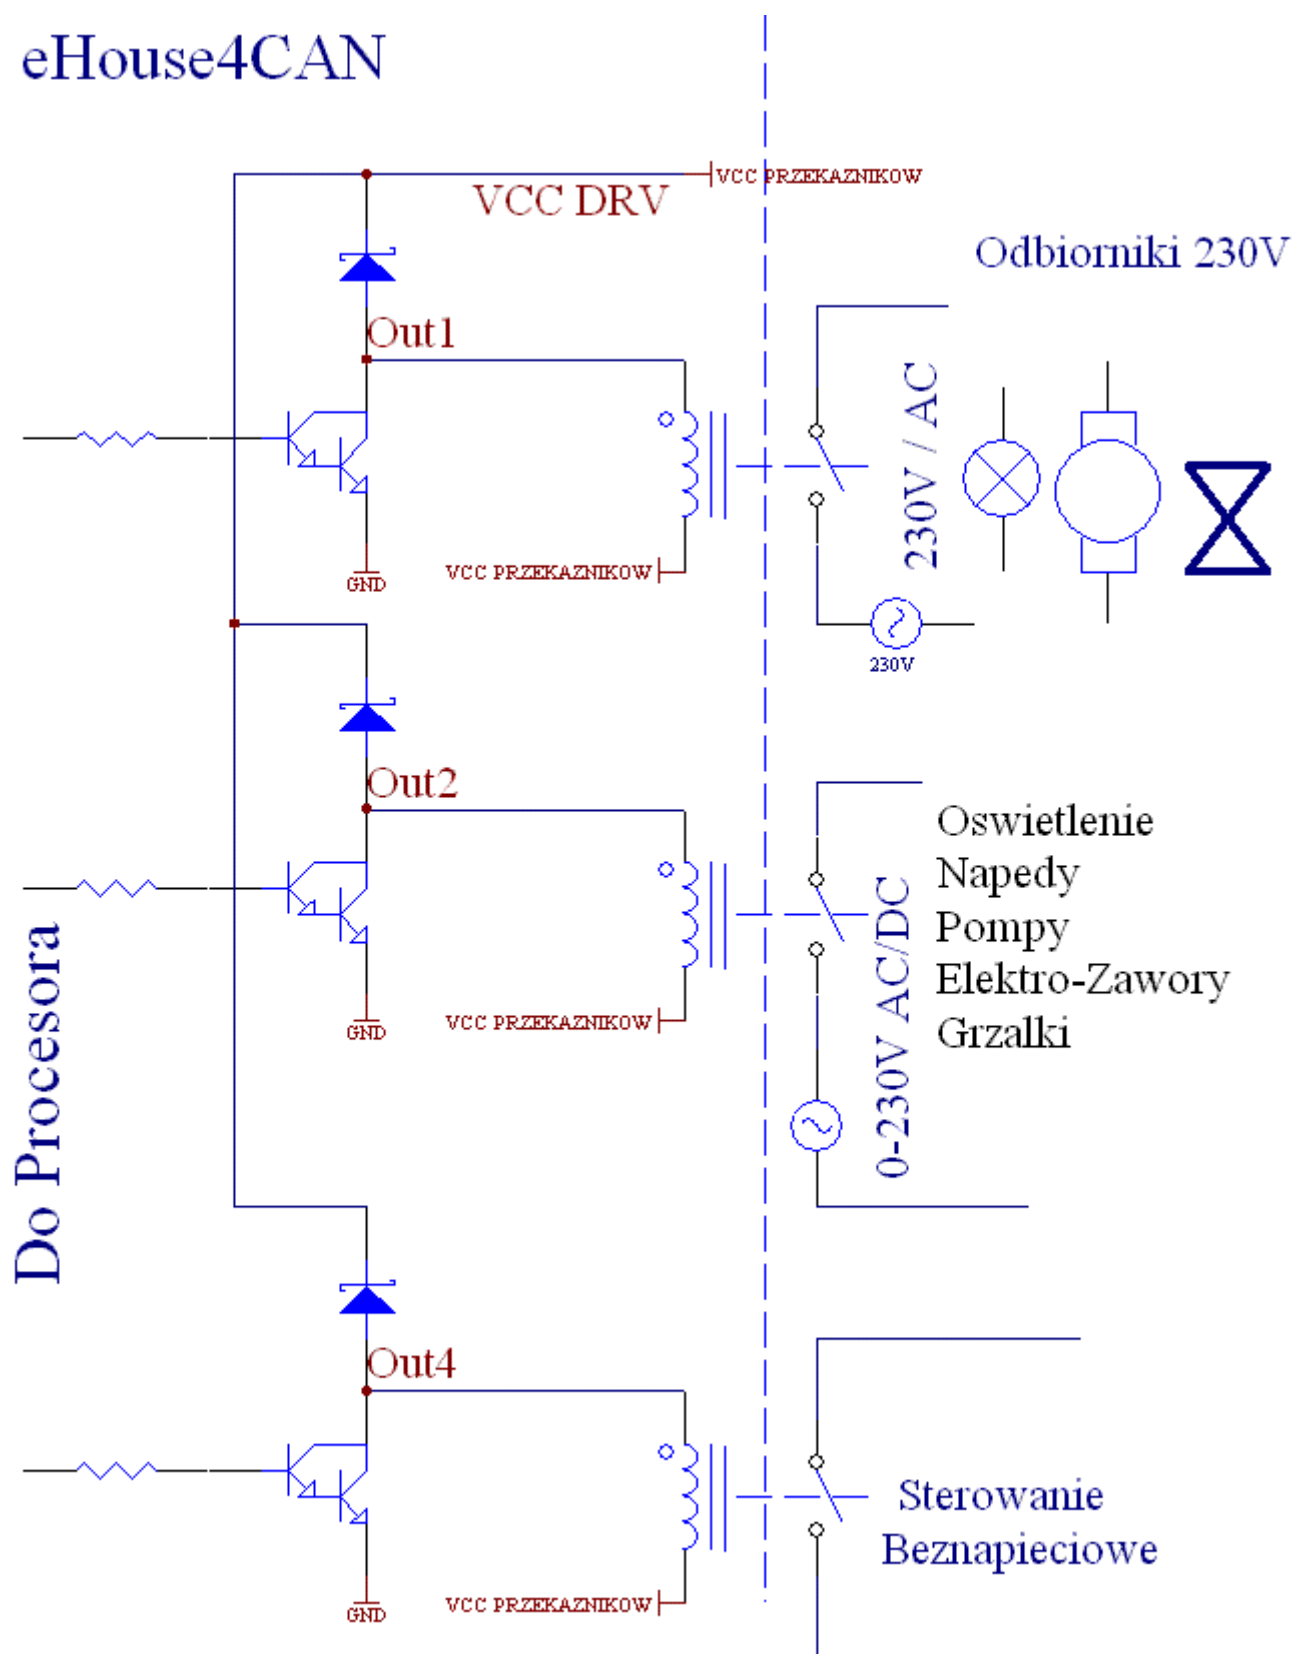 eHouse4CAN
VCC PRZEKAZNIKOW
VCC DRV
Odbiorniki 230V
Out1
230V / AC
VCC PRZEKAZNIKOW
GND
230V
Out2
Oswietlenie
Napedy
Pompy
Elektro-Zawory
Grzalki
0-230V AC/DC
VCC PRZEKAZNIKOW
GND
Do Procesora
Out4
Sterowanie
Beznapieciowe
VCC PRZEKAZNIKOW
GND